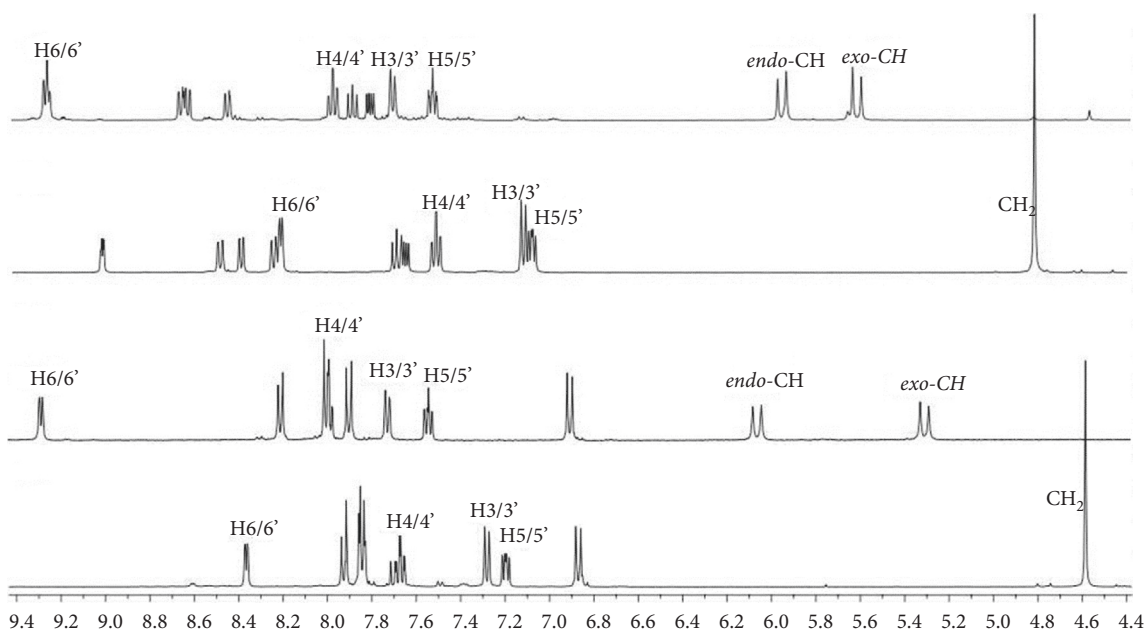 H6/6’ H4/4’ H3/3’ H5/5’ endo-CH exo-CH
H6/6’ H4/4’ H3/3’ H5/5’ CH2
H6/6’ H4/4’ H3/3’ H5/5’ endo-CH exo-CH
H6/6’ H4/4’ H3/3’ H5/5’ CH2
9.4 9.2 9.0 8.8 8.6 8.4 8.2 8.0 7.8 7.6 7.4 7.2 7.0 6.8 6.6 6.4 6.2 6.0 5.8 5.6 5.4 5.2 5.0 4.8 4.6 4.4